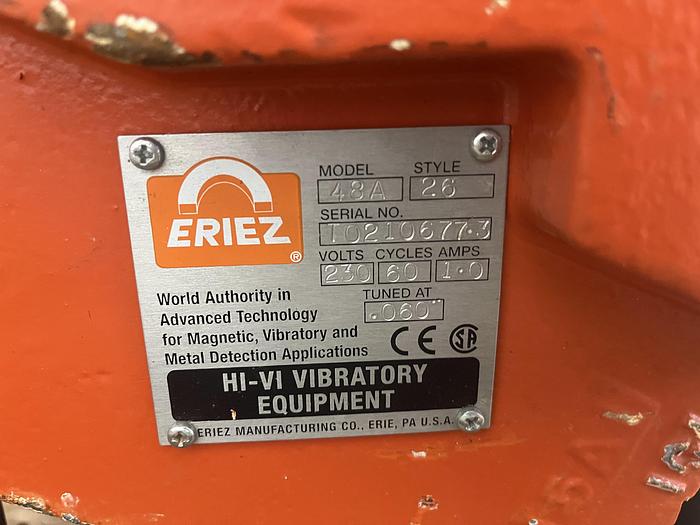 ERIEZ ®
MODEL STYLE
48A 26
SERIAL NO.
T0210677.3
VOLTS CYCLES AMPS
230 60 1.0
TUNED AT
.060"
World Authority in
Advanced Technology
for Magnetic, Vibratory and
Metal Detection Applications
CE SA
HI-VI VIBRATORY
EQUIPMENT
ERIEZ MANUFACTURING CO., ERIE, PA U.S.A.